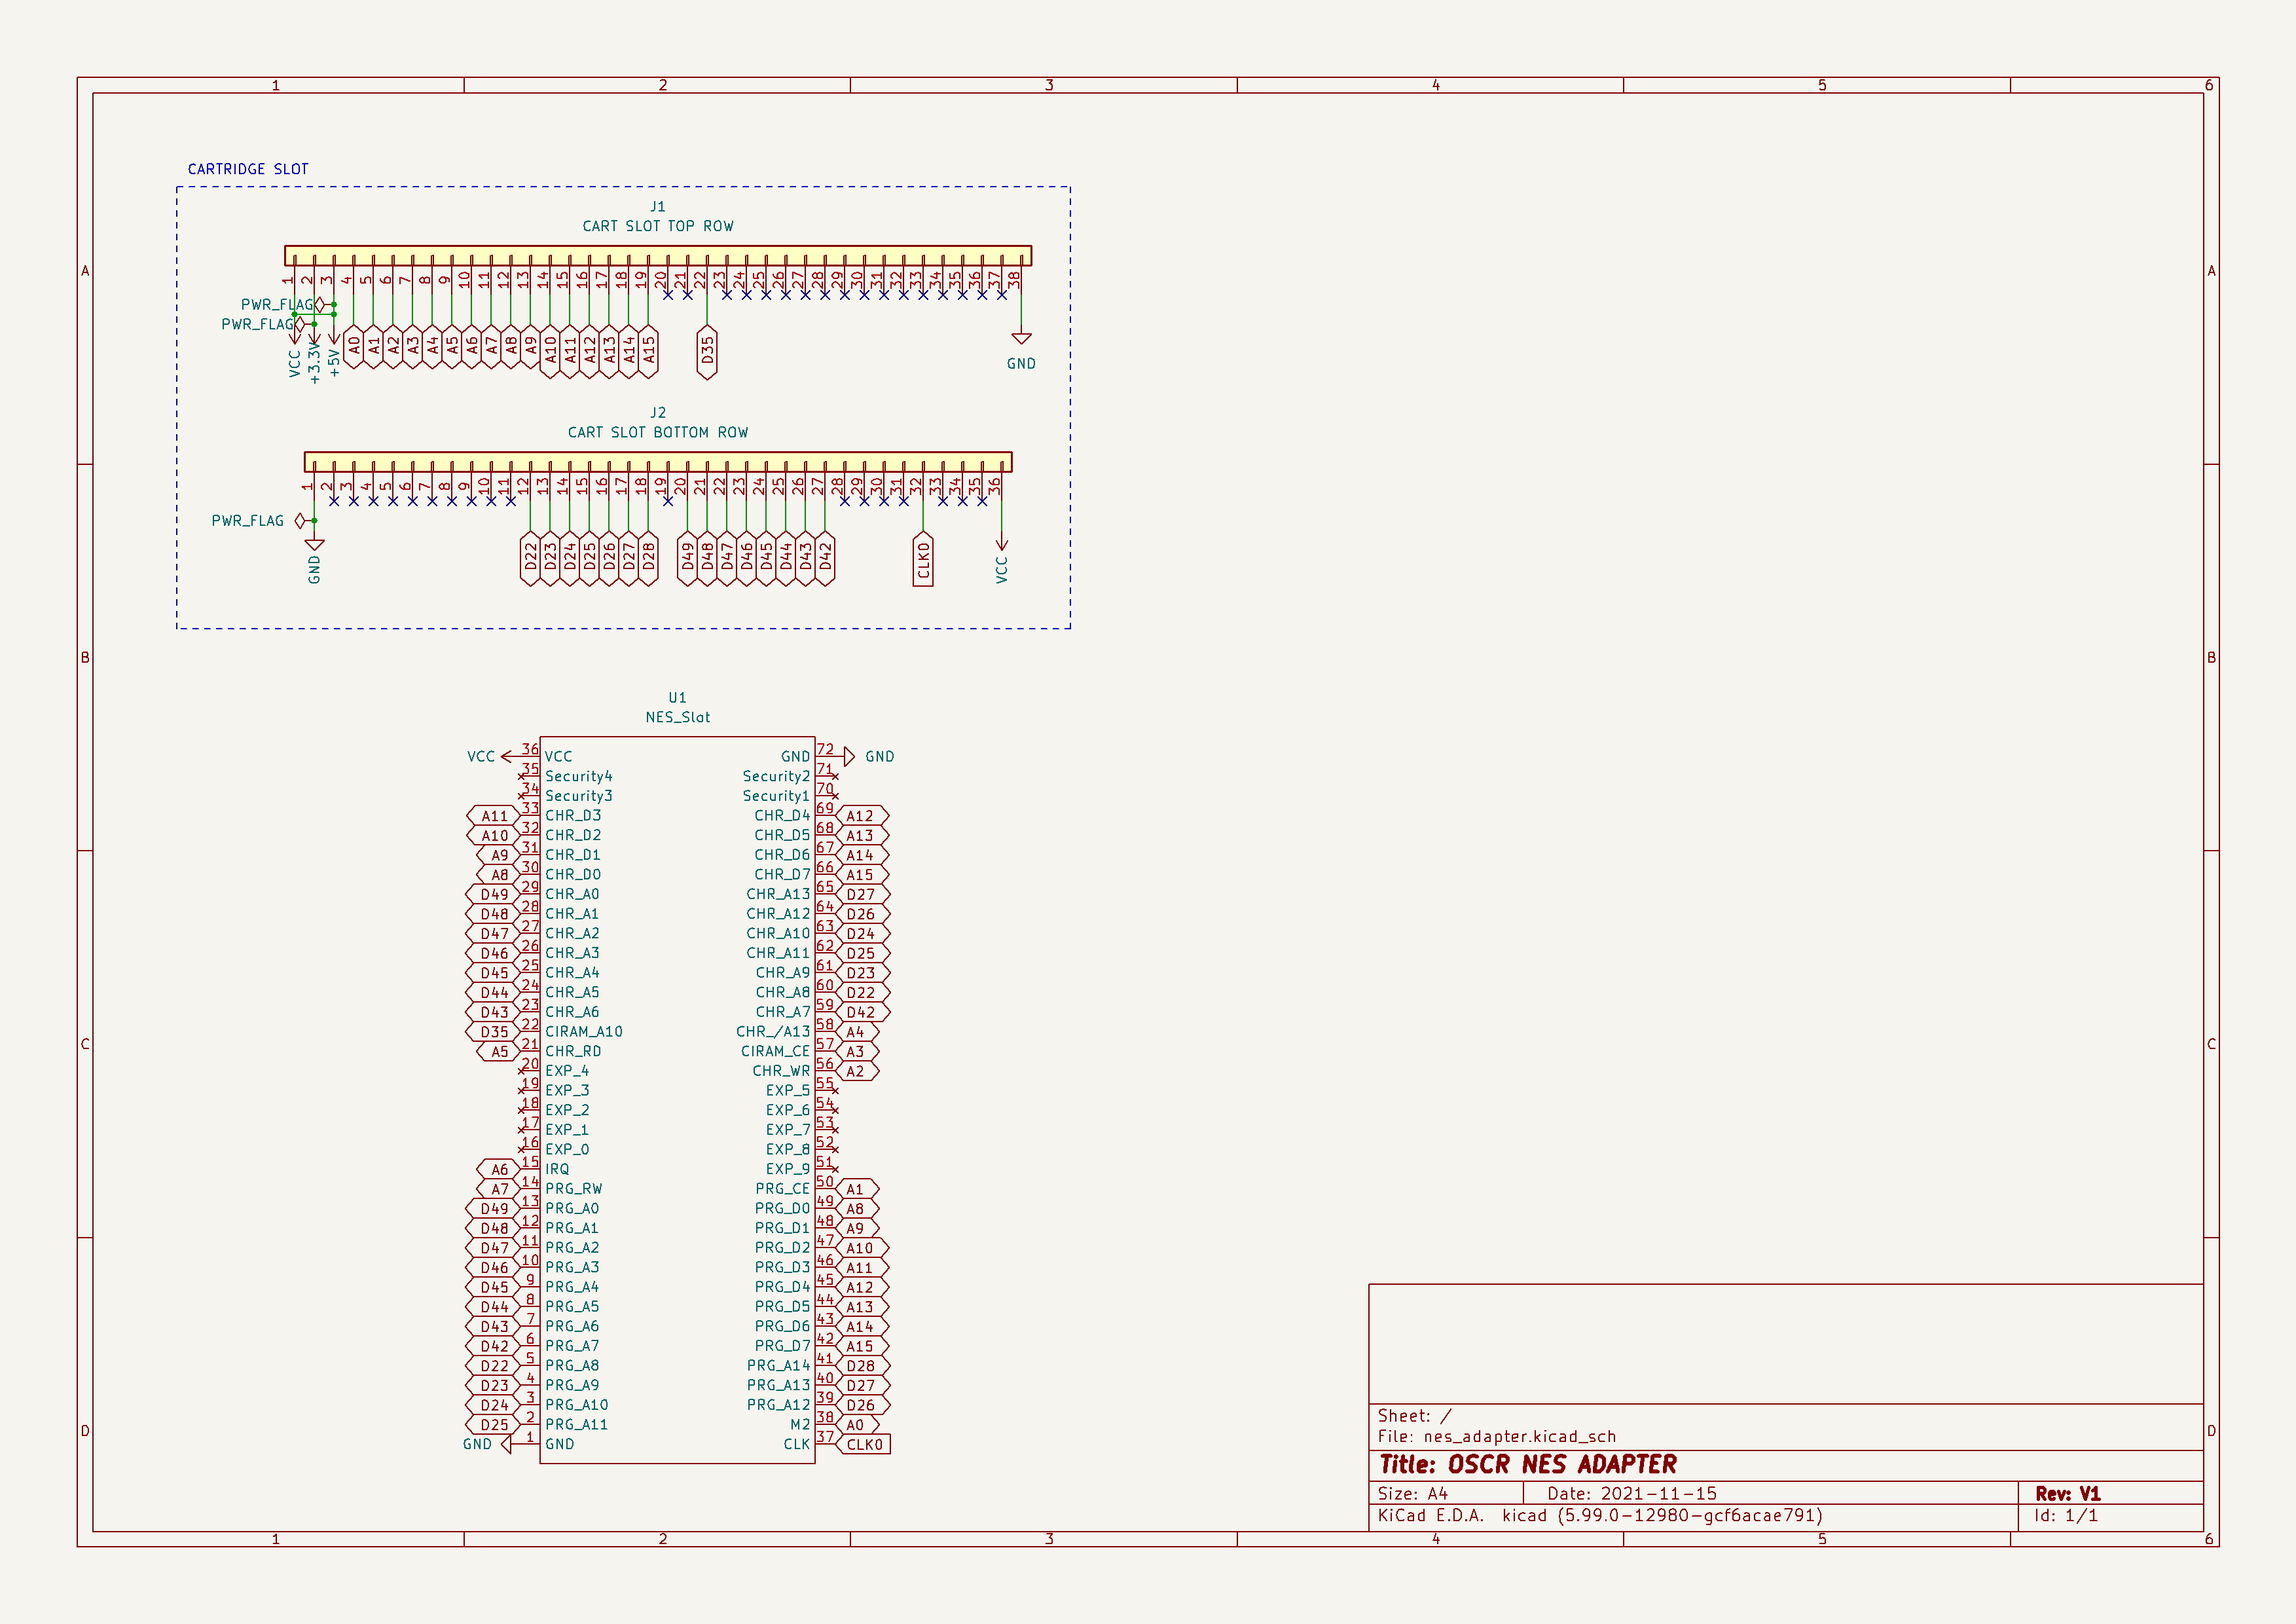 1 2 3 4 5 6
CARTRIDGE SLOT
J1
CART SLOT TOP ROW
A A
1 2 3 4 5 6 7 8 9 10 11 12 13 14 15 16 17 18 19 20 21 22 23 24 25 26 27 28 29 30 31 32 33 34 35 36 37 38
PWR_FLAG
PWR_FLAG
VCC +3.3V +5V A0 A1 A2 A3 A4 A5 A6 A7 A8 A9 A10 A11 A12 A13 A14 A15 D35 GND
J2
CART SLOT BOTTOM ROW
1 2 3 4 5 6 7 8 9 10 11 12 13 14 15 16 17 18 19 20 21 22 23 24 25 26 27 28 29 30 31 32 33 34 35 36
PWR_FLAG
GND D22 D23 D24 D25 D26 D27 D28 D49 D48 D47 D46 D45 D44 D43 D42 CLK0 VCC
B B
U1
NES_Slat
VCC 36 VCC GND 72 GND
35 Security4 Security2 71
34 Security3 Security1 70
A11 33 CHR_D3 CHR_D4 69 A12
A10 32 CHR_D2 CHR_D5 68 A13
A9 31 CHR_D1 CHR_D6 67 A14
A8 30 CHR_D0 CHR_D7 66 A15
D49 29 CHR_A0 CHR_A13 65 D27
D48 28 CHR_A1 CHR_A12 64 D26
D47 27 CHR_A2 CHR_A10 63 D24
D46 26 CHR_A3 CHR_A11 62 D25
D45 25 CHR_A4 CHR_A9 61 D23
D44 24 CHR_A5 CHR_A8 60 D22
D43 23 CHR_A6 CHR_A7 59 D42
D35 22 CIRAM_A10 CHR_/A13 58 A4
C C
A5 21 CHR_RD CIRAM_CE 57 A3
20 EXP_4 CHR_WR 56 A2
19 EXP_3 EXP_5 55
18 EXP_2 EXP_6 54
17 EXP_1 EXP_7 53
16 EXP_0 EXP_8 52
A6 15 IRQ EXP_9 51
A7 14 PRG_RW PRG_CE 50 A1
D49 13 PRG_A0 PRG_D0 49 A8
D48 12 PRG_A1 PRG_D1 48 A9
D47 11 PRG_A2 PRG_D2 47 A10
D46 10 PRG_A3 PRG_D3 46 A11
D45 9 PRG_A4 PRG_D4 45 A12
D44 8 PRG_A5 PRG_D5 44 A13
D43 7 PRG_A6 PRG_D6 43 A14
D42 6 PRG_A7 PRG_D7 42 A15
D22 5 PRG_A8 PRG_A14 41 D28
D23 4 PRG_A9 PRG_A13 40 D27
D24 3 PRG_A10 PRG_A12 39 D26
D25 2 PRG_A11 M2 38 A0
GND 1 GND CLK 37 CLK0
D D
Sheet: /
File: nes_adapter.kicad_sch
Title: OSCR NES ADAPTER
Size: A4 Date: 2021-11-15 Rev: V1
KiCad E.D.A. kicad (5.99.0-12980-gcf6acae791) Id: 1/1
1 2 3 4 5 6